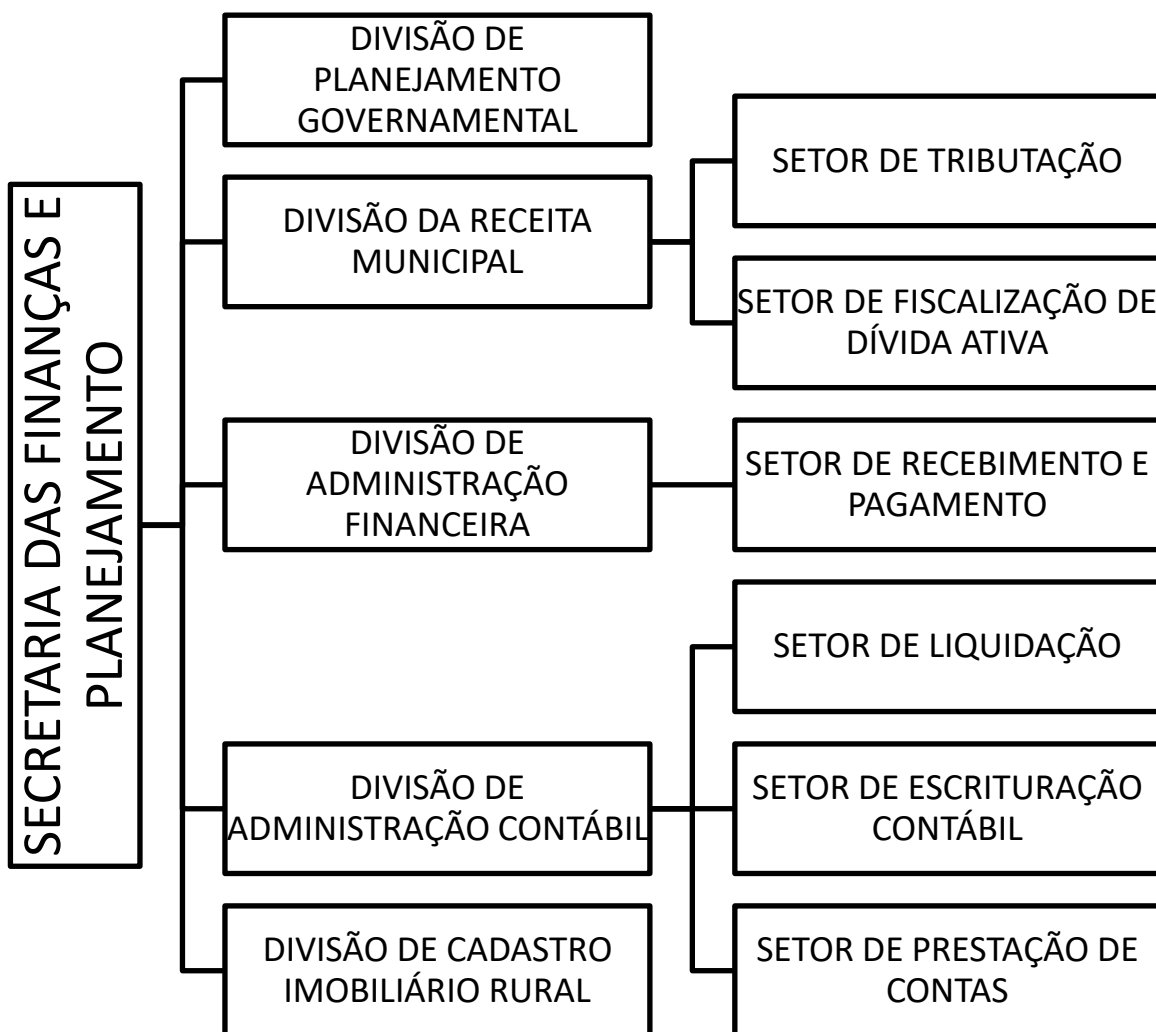 SECRETARIA DAS FINANÇAS E
PLANEJAMENTO
DIVISÃO DE
PLANEJAMENTO
GOVERNAMENTAL
DIVISÃO DA RECEITA
MUNICIPAL
SETOR DE TRIBUTAÇÃO
SETOR DE FISCALIZAÇÃO DE
DÍVIDA ATIVA
DIVISÃO DE
ADMINISTRAÇÃO
FINANCEIRA
SETOR DE RECEBIMENTO E
PAGAMENTO
DIVISÃO DE
ADMINISTRAÇÃO CONTÁBIL
SETOR DE LIQUIDAÇÃO
SETOR DE ESCRITURAÇÃO
CONTÁBIL
SETOR DE PRESTAÇÃO DE
CONTAS
DIVISÃO DE CADASTRO
IMOBILIÁRIO RURAL